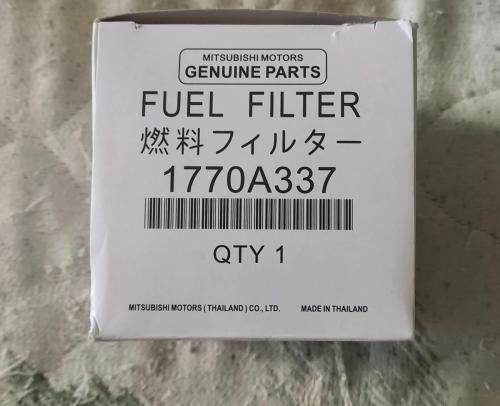 MITSUBISHI MOTORS
GENUINE PARTS
FUEL FILTER
燃料フィルター
1770A337
QTY 1
MITSUBISHI MOTORS ( THAILAND ) CO., LTD. MADE IN THAILAND